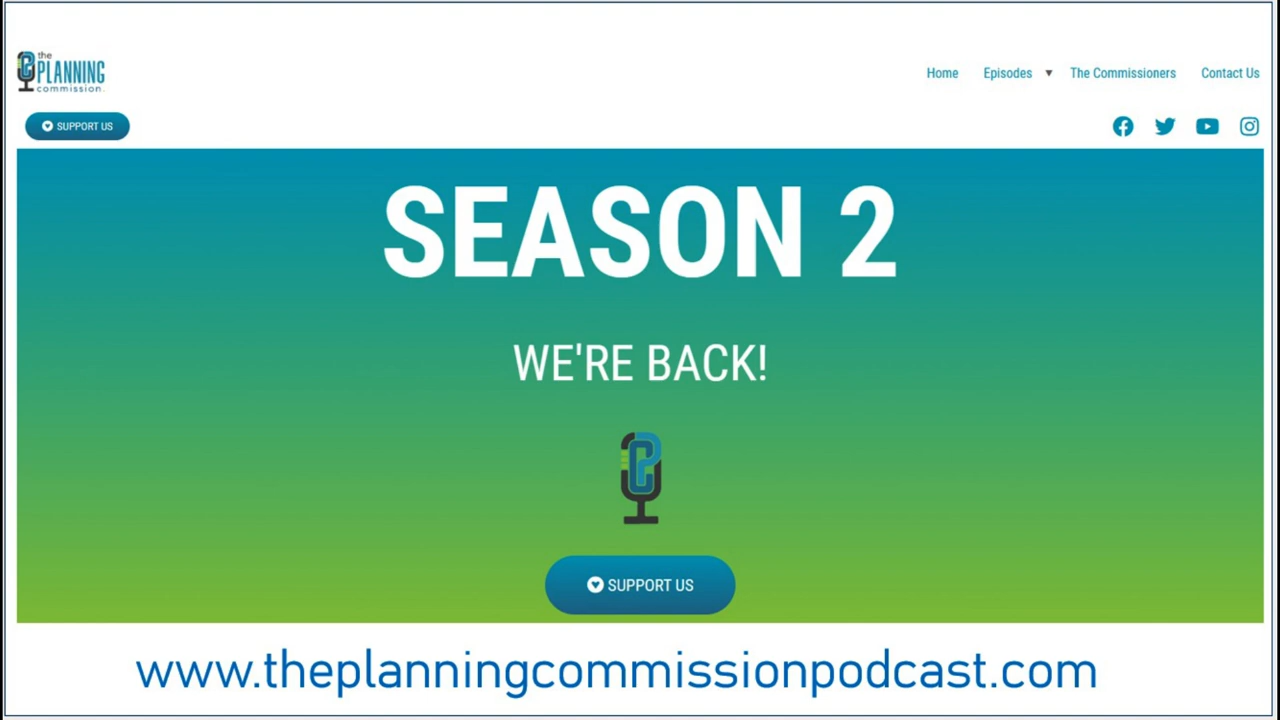 the
PLANNING
commission.
Home Episodes The Commissioners Contact Us
SUPPORT US
SEASON 2
WE'RE BACK!
SUPPORT US
www.theplanningcommissionpodcast.com